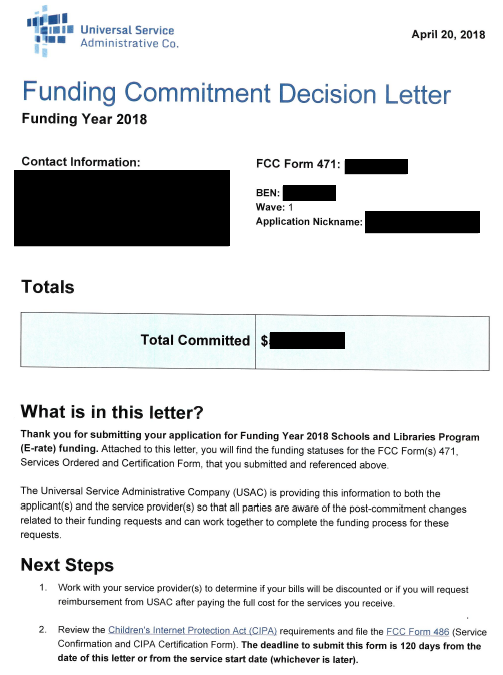 Universal Service
Administrative Co.
April 20, 2018
Funding Commitment Decision Letter
Funding Year 2018
Contact Information:
FCC Form 471:
BEN:
Wave: 1
Application Nickname:
Totals
Total Committed $
What is in this letter?
Thank you for submitting your application for Funding Year 2018 Schools and Libraries Program
(E-rate) funding. Attached to this letter, you will find the funding statuses for the FCC Form(s) 471,
Services Ordered and Certification Form, that you submitted and referenced above.
The Universal Service Administrative Company (USAC) is providing this information to both the
applicant(s) and the service provider(s) so that all parties are aware of the post-commitment changes
related to their funding requests and can work together to complete the funding process for these
requests.
Next Steps
1. Work with your service provider(s) to determine if your bills will be discounted or if you will request
reimbursement from USAC after paying the full cost for the services you receive.
2. Review the Children's Internet Protection Act (CIPA) requirements and file the FCC Form 486 (Service
Confirmation and CIPA Certification Form). The deadline to submit this form is 120 days from the
date of this letter or from the service start date (whichever is later).